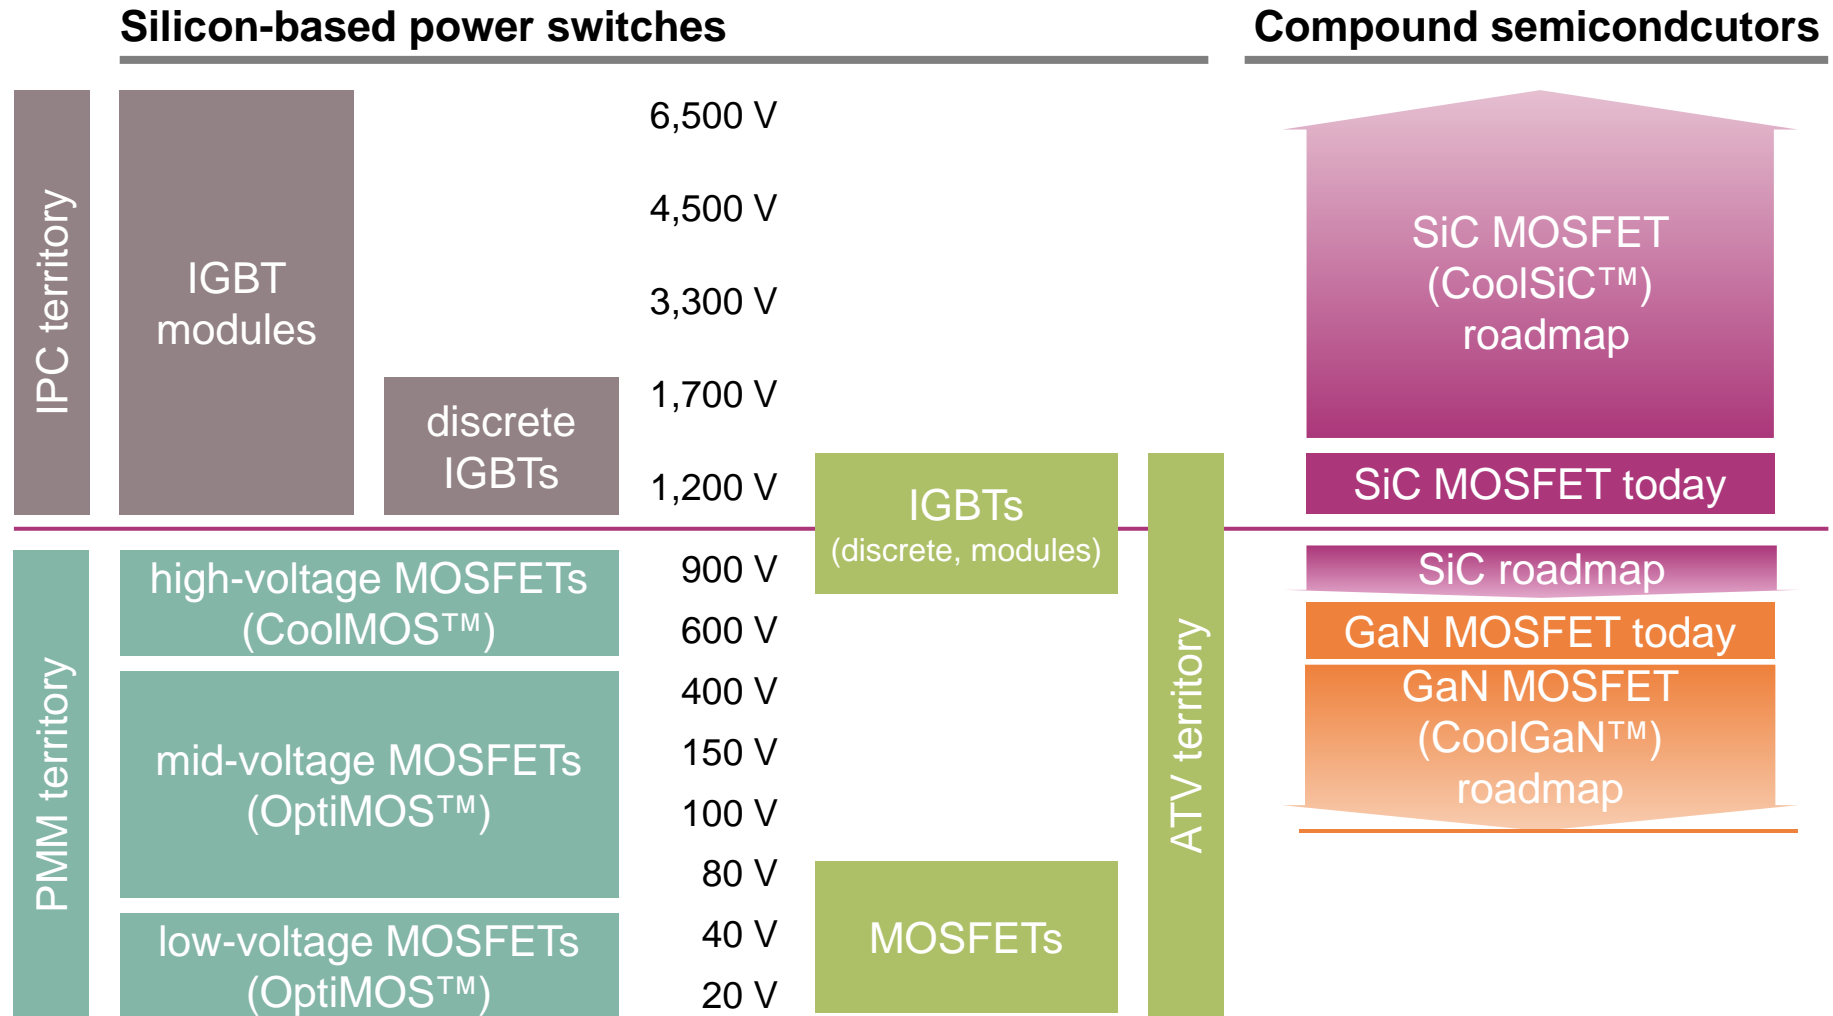 Silicon-based power switches
Compound semicondcutors
IPC territory
IGBT
modules
discrete
IGBTs
6,500 V
4,500 V
3,300 V
1,700 V
1,200 V
900 V
600 V
400 V
150 V
100 V
80 V
40 V
20 V
PMM territory
high-voltage MOSFETs
(CoolMOS™)
mid-voltage MOSFETs
(OptiMOS™)
low-voltage MOSFETs
(OptiMOS™)
IGBTs
(discrete, modules)
MOSFETs
ATV territory
SiC MOSFET
(CoolSiC™)
roadmap
SiC MOSFET today
SiC roadmap
GaN MOSFET today
GaN MOSFET
(CoolGaN™)
roadmap